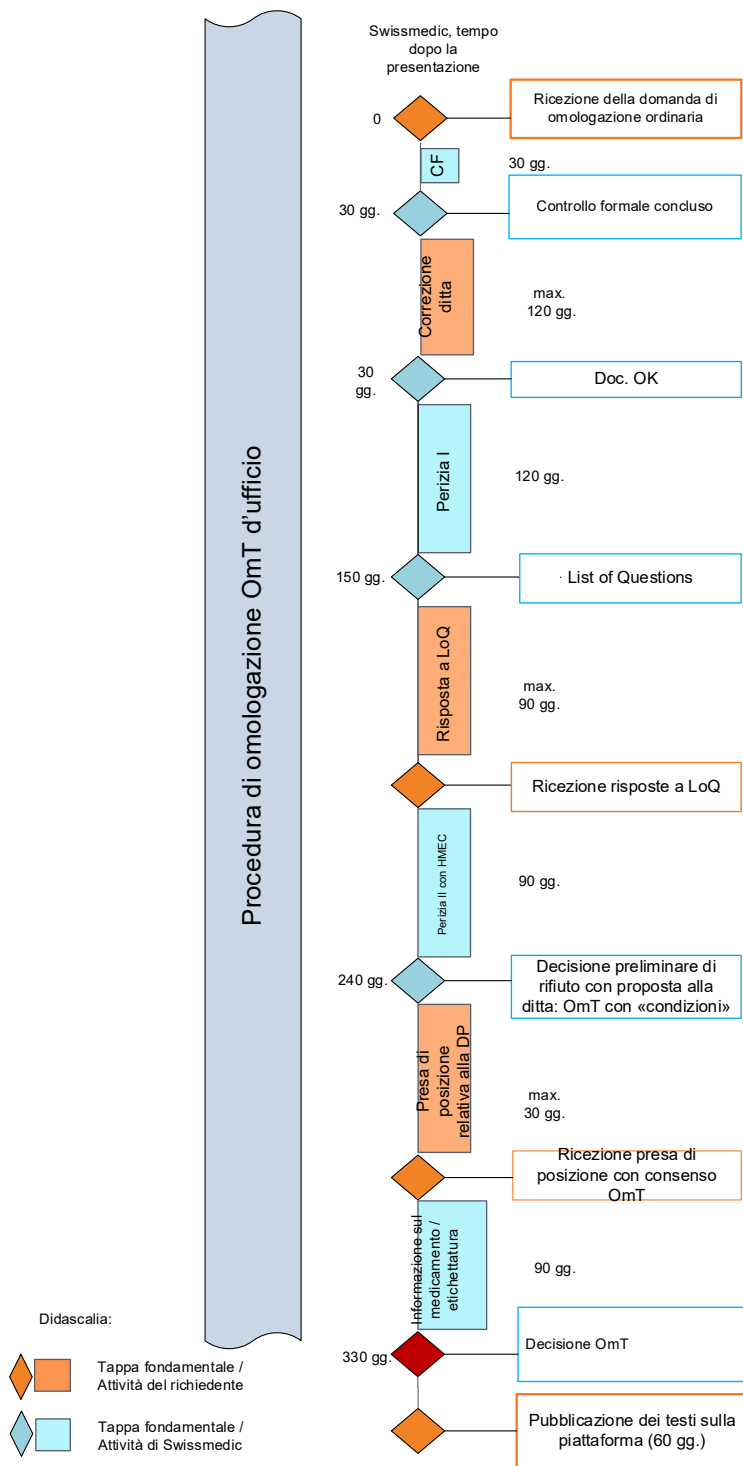 Swissmedic, tempo
dopo la
presentazione
0
Ricezione della domanda di
omologazione ordinaria
CF
30 gg.
30 gg.
Controllo formale concluso
Correzione
ditta
max.
120 gg.
30
gg.
Doc. OK
Perizia I
120 gg.
150 gg.
· List of Questions
Risposta a LoQ
max.
90 gg.
Ricezione risposte a LoQ
Perizia II con HMEC
90 gg.
240 gg.
Decisione preliminare di
rifiuto con proposta alla
ditta: OmT con «condizioni»
Presa di
posizione
relativa alla DP
max.
30 gg.
Ricezione presa di
posizione con consenso
OmT
Informazione sul
medicamento /
etichettatura
90 gg.
330 gg.
Decisione OmT
Pubblicazione dei testi sulla
piattaforma (60 gg.)
Procedura di omologazione OmT d'ufficio
Didascalia:
Tappa fondamentale /
Attività del richiedente
Tappa fondamentale /
Attività di Swissmedic